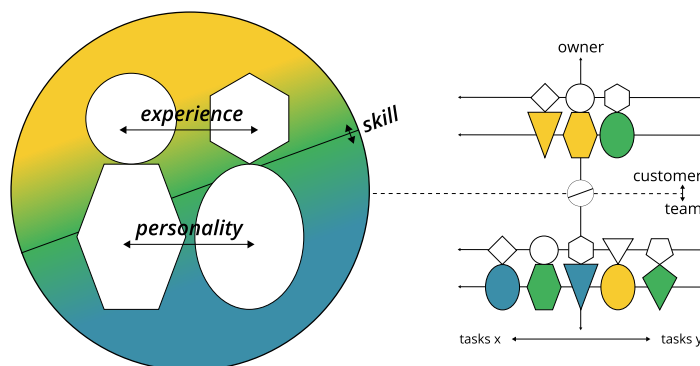 experience
skill
personality
owner
customer
team
tasks x
tasks y